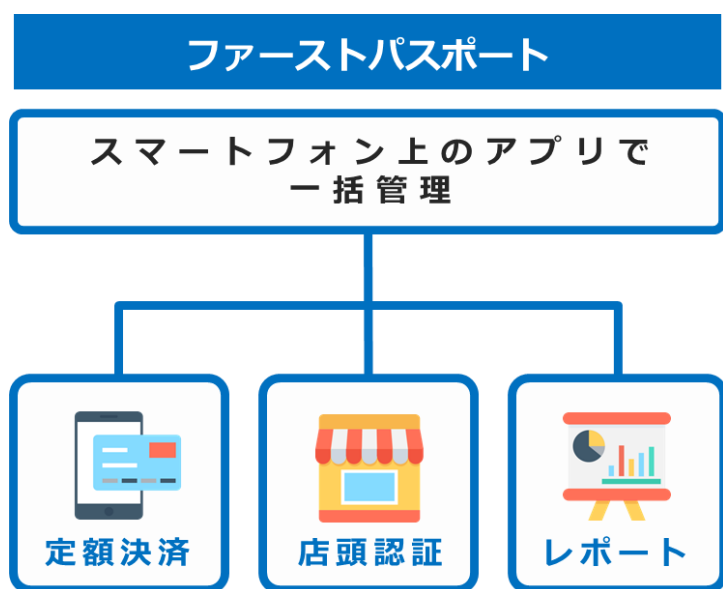 ファーストパスポート
スマートフォン上のアプリで
一括管理
定額決済
店頭認証
レポート